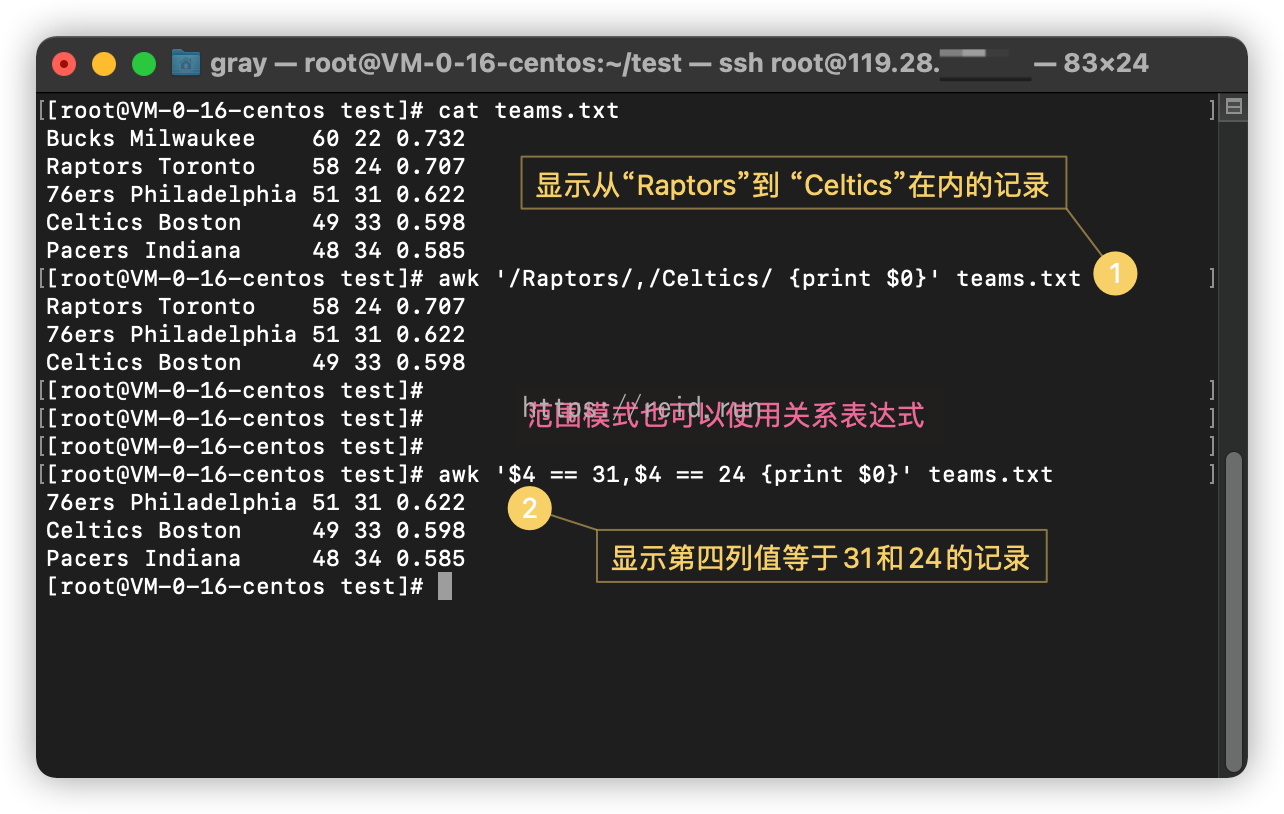 gray — root@VM-0-16-centos:~/test — ssh root@119.28. — 83×24
[[root@VM-0-16-centos test]# cat teams.txt ]
Bucks Milwaukee    60 22 0.732
Raptors Toronto    58 24 0.707
显示从“Raptors”到 “Celtics”在内的记录
76ers Philadelphia 51 31 0.622
Celtics Boston     49 33 0.598
Pacers Indiana     48 34 0.585
[[root@VM-0-16-centos test]# awk '/Raptors/,/Celtics/ {print $0}' teams.txt ]
1
Raptors Toronto    58 24 0.707
76ers Philadelphia 51 31 0.622
Celtics Boston     49 33 0.598
[[root@VM-0-16-centos test]# ]
https://reid.run
范围模式也可以使用关系表达式
[[root@VM-0-16-centos test]# ]
[[root@VM-0-16-centos test]# ]
[[root@VM-0-16-centos test]# awk '$4 == 31,$4 == 24 {print $0}' teams.txt ]
76ers Philadelphia 51 31 0.622
2
Celtics Boston     49 33 0.598
Pacers Indiana     48 34 0.585
显示第四列值等于31和24的记录
[root@VM-0-16-centos test]#